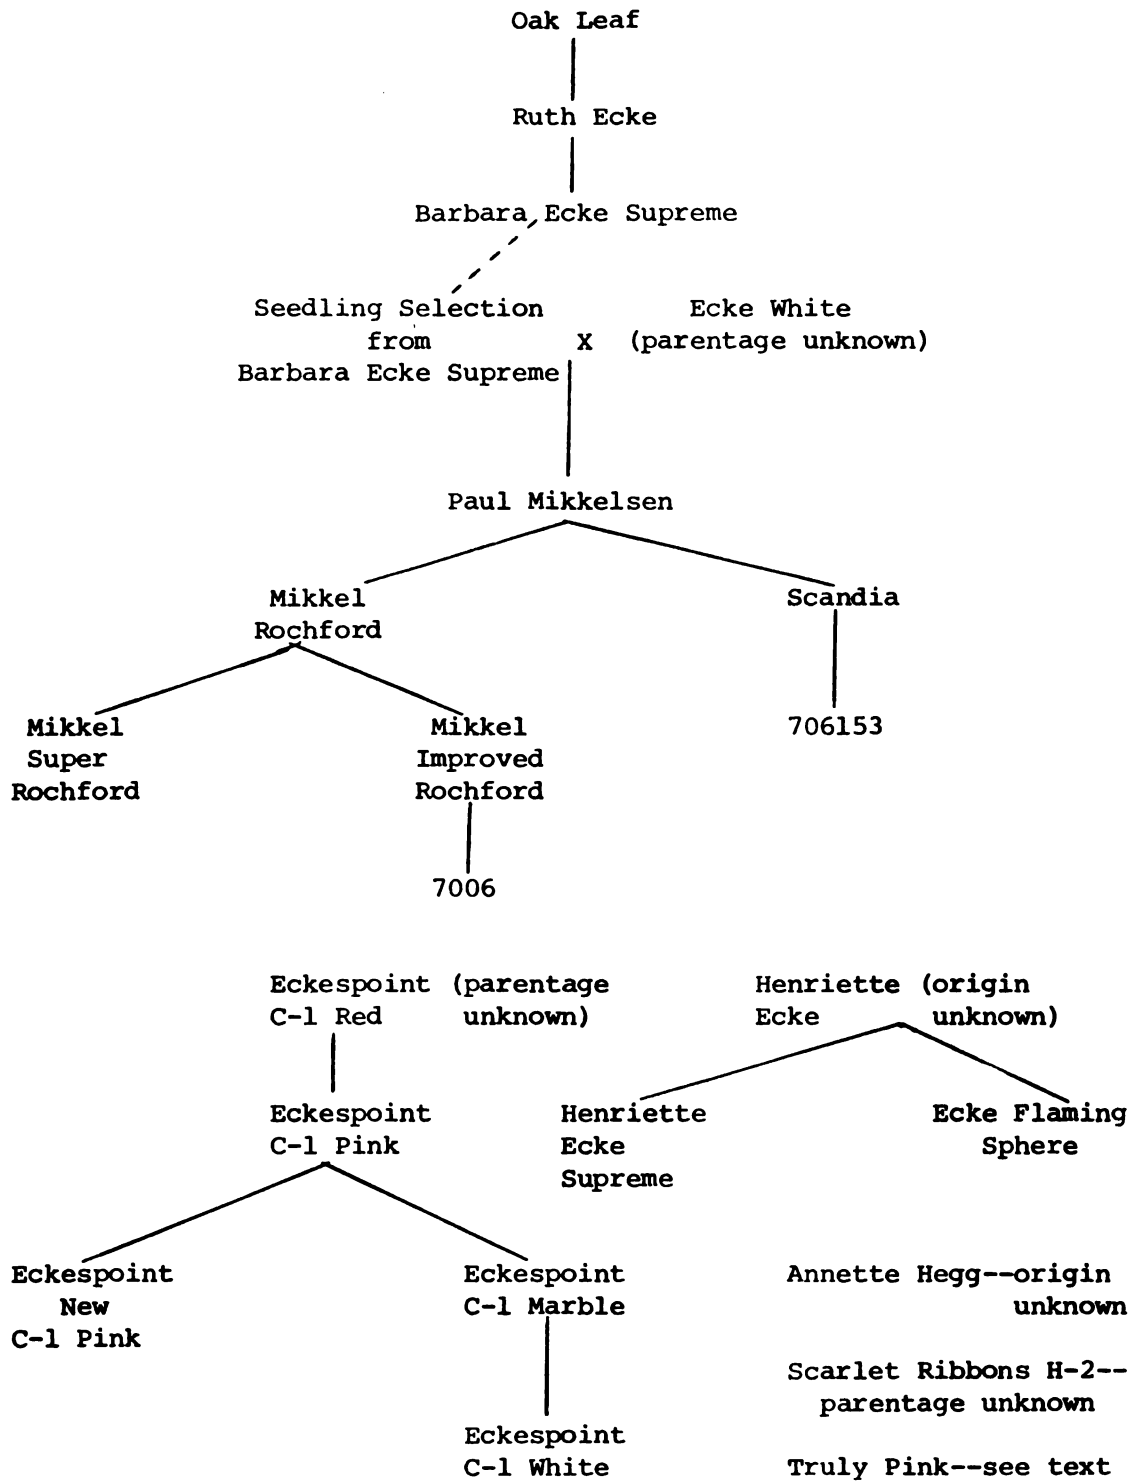 Oak Leaf
Ruth Ecke
Barbara Ecke Supreme
Seedling Selection
from
Barbara Ecke Supreme
X
Ecke White
(parentage unknown)
Paul Mikkelsen
Mikkel
Rochford
Scandia
Mikkel
Super
Rochford
Mikkel
Improved
Rochford
706153
7006
Eckespoint (parentage
C-1 Red unknown)
Henriette (origin
Ecke unknown)
Eckespoint
C-1 Pink
Henriette
Ecke
Supreme
Ecke Flaming
Sphere
Eckespoint
New
C-1 Pink
Eckespoint
C-1 Marble
Annette Hegg--origin
unknown
Scarlet Ribbons H-2--
parentage unknown
Eckespoint
C-1 White
Truly Pink--see text